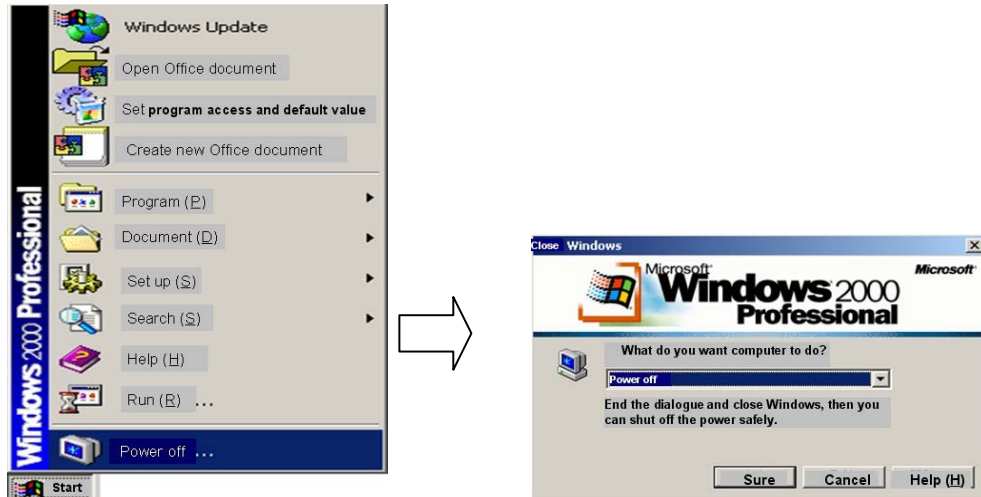 Windows Update
Open Office document
Set program access and default value
Create new Office document
Program (P)
Document (D)
Set up (S)
Search (S)
Help (H)
Run (R) ...
Power off ...
Windows 2000 Professional
Start
Close Windows
Microsoft
Windows 2000
Professional
Microsoft
What do you want computer to do?
Power off
End the dialogue and close Windows, then you
can shut off the power safely.
Sure
Cancel
Help (H)